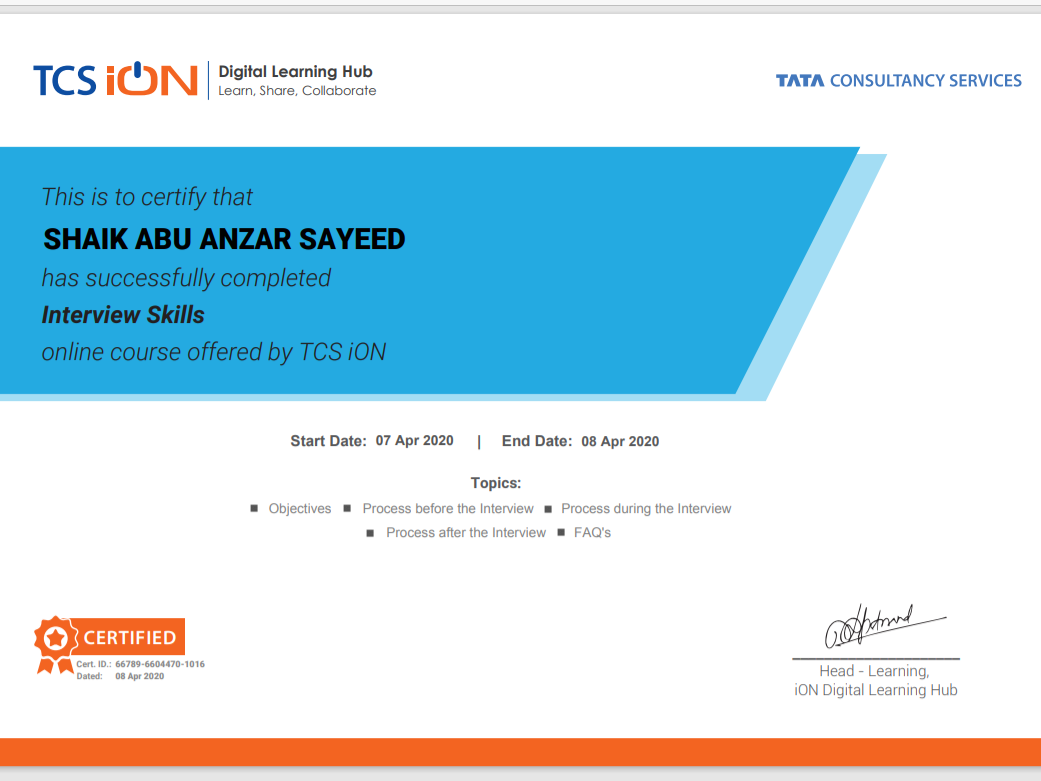 TCS iON Digital Learning Hub
Learn, Share, Collaborate
TATA CONSULTANCY SERVICES
This is to certify that
SHAIK ABU ANZAR SAYEED
has successfully completed
Interview Skills
online course offered by TCS iON
Start Date: 07 Apr 2020 | End Date: 08 Apr 2020
Topics:
■ Objectives ■ Process before the Interview ■ Process during the Interview
■ Process after the Interview ■ FAQ's
CERTIFIED
Cert. ID.: 66789-6604470-1016
Dated: 08 Apr 2020
Head - Learning,
iON Digital Learning Hub